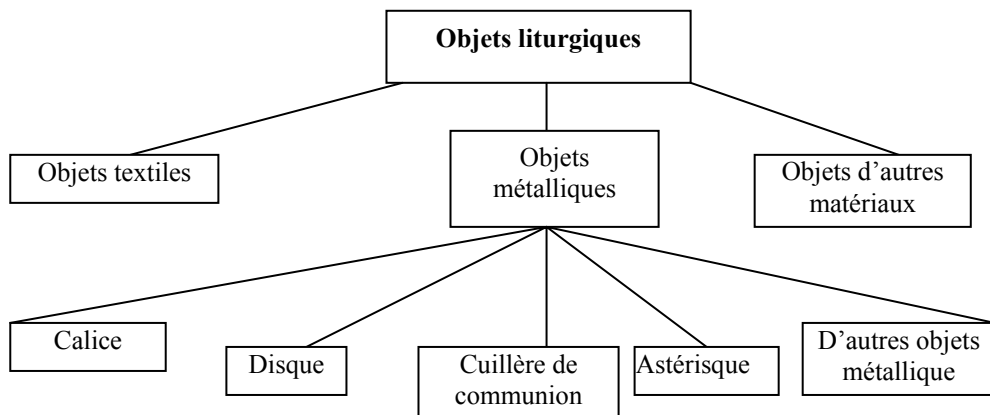 Objets liturgiques
Objets textiles
Objets
métalliques
Objets d’autres
matériaux
Calice
Disque
Cuillère de
communion
Astérisque
D’autres objets
métallique